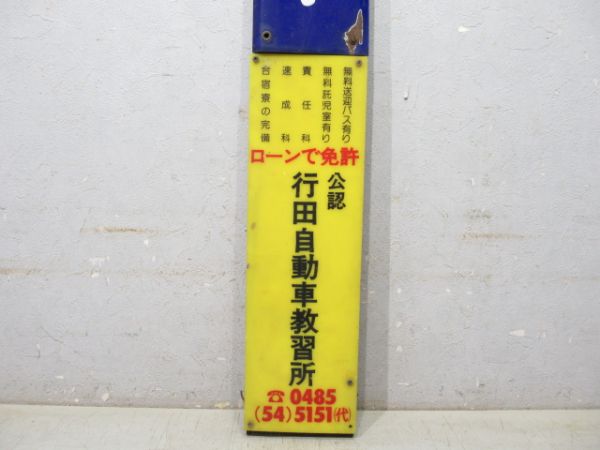 無料送迎バス有り
無料託児室有り
責任科
速成科
合宿寮の完備
ローンで免許
公認
行田自動車教習所
☎0485
(54)5151(代)